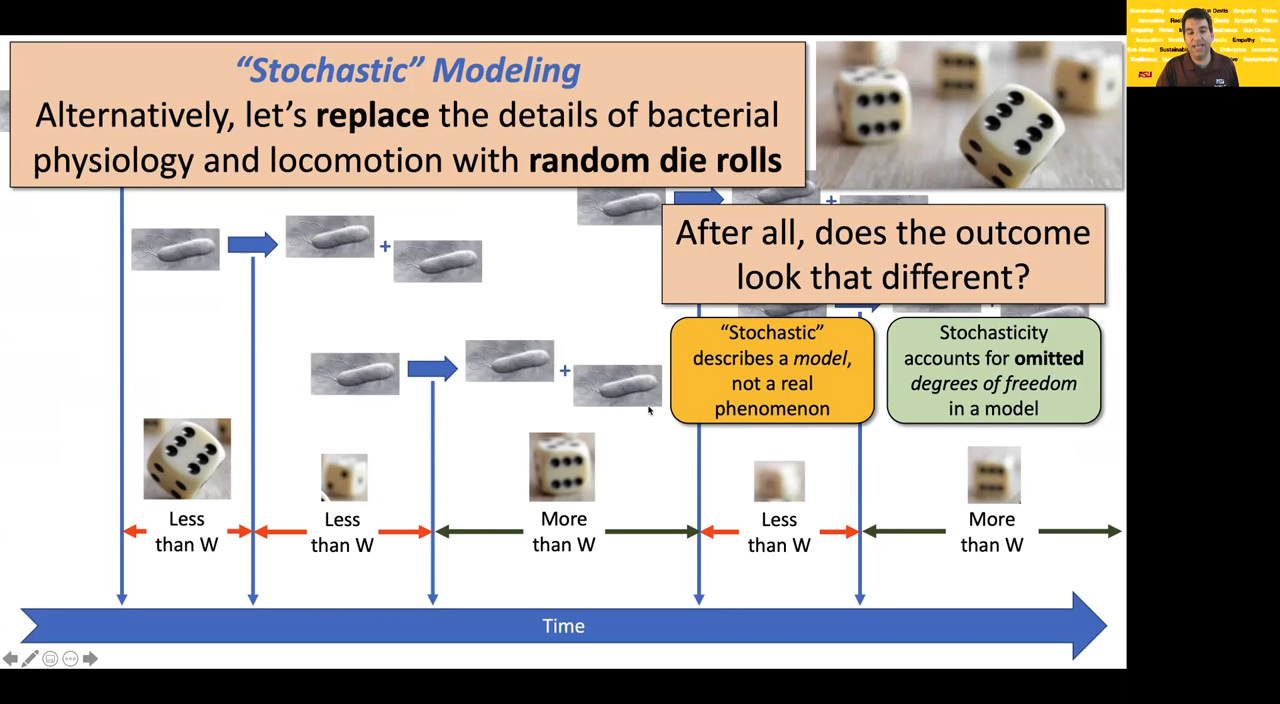 “Stochastic” Modeling
Alternatively, let’s replace the details of bacterial
physiology and locomotion with random die rolls
After all, does the outcome
look that different?
“Stochastic”
describes a model,
not a real
phenomenon
Stochasticity
accounts for omitted
degrees of freedom
in a model
+
+
+
Less
than W
Less
than W
More
than W
Less
than W
More
than W
Time
ASU